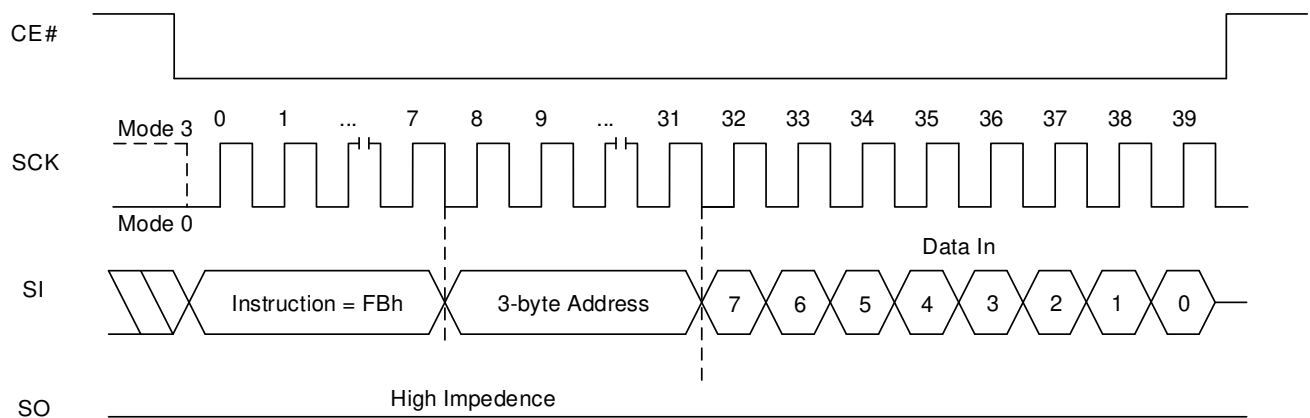 CE#
Mode 3 0 1 ... 7 8 9 ... 31 32 33 34 35 36 37 38 39
SCK
Mode 0
Data In
SI Instruction = FBh 3-byte Address 7 6 5 4 3 2 1 0
High Impedence
SO